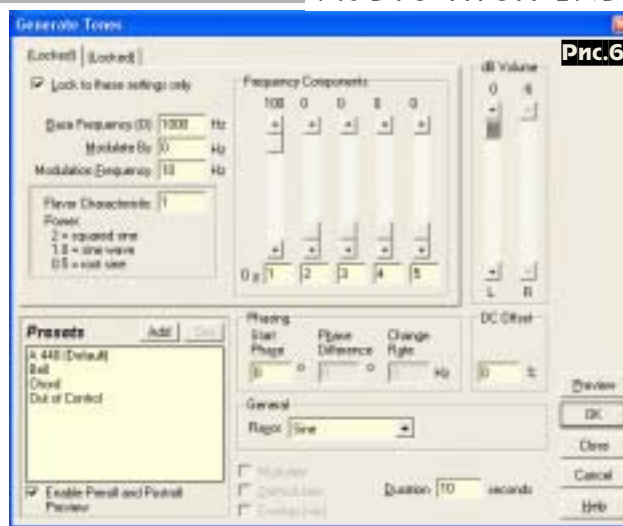 Generate Tones
Рис.6
(Locked) (Locked)
Lock to these settings only
Base Frequency (O) 1000 Hz
Modulate By 0 Hz
Modulation Frequency 10 Hz
Flavor Characteristic 1
Power:
2 = squared sine
1.0 = sine wave
0.5 = root sine
Frequency Components
100 0 0 0 0
0 x 1 2 3 4 5
dB Volume
0
L R
Presets Add
A 440 (Default)
Bell
Chord
Out of Control
Enable Preroll and Postroll
Preview
Phasing
Start Phase Phase Difference Change Rate
0 ° ° Hz
DC Offset
0 %
General
Flavor Sine
Duration 10 seconds
Preview
OK
Close
Cancel
Help